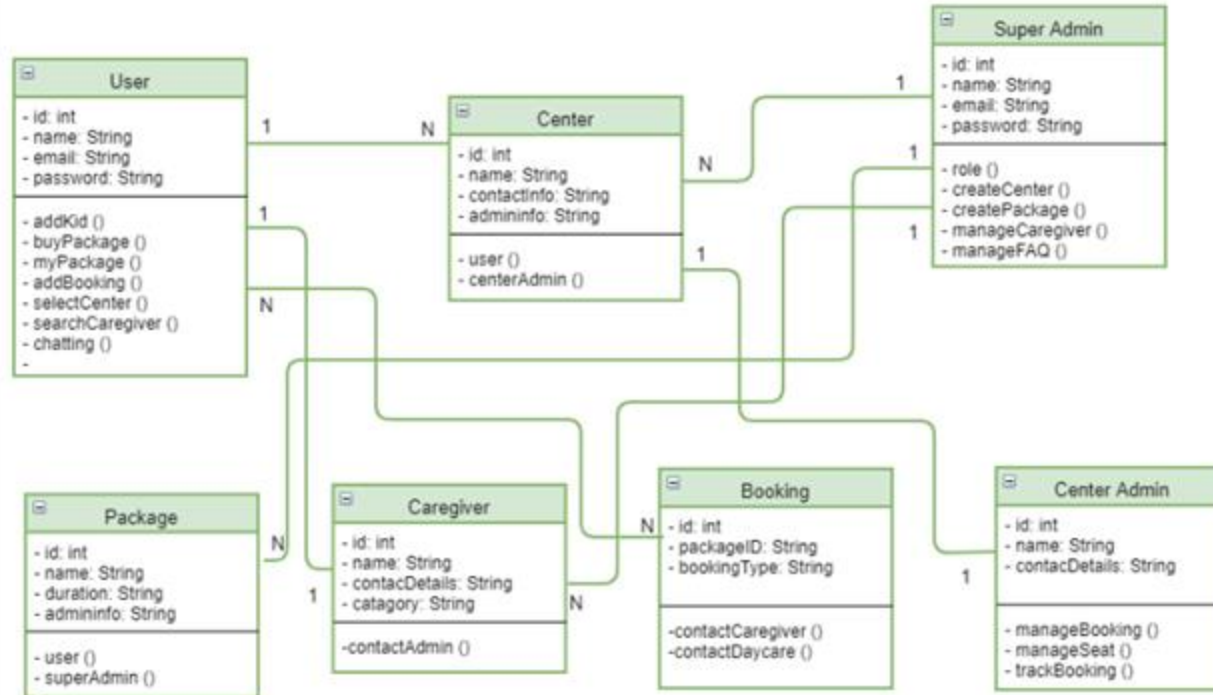 User
- id: int
- name: String
- email: String
- password: String
- addKid ()
- buyPackage ()
- myPackage ()
- addBooking ()
- selectCenter ()
- searchCaregiver ()
- chatting ()
-
1
N
1
N
Center
- id: int
- name: String
- contactInfo: String
- admininfo: String
- user ()
- centerAdmin ()
1
N
1
1
1
Super Admin
- id: int
- name: String
- email: String
- password: String
- role ()
- createCenter ()
- createPackage ()
- manageCaregiver ()
- manageFAQ ()
Package
- id: int
- name: String
- duration: String
- admininfo: String
- user ()
- superAdmin ()
N
1
Caregiver
- id: int
- name: String
- contacDetails: String
- catagory: String
-contactAdmin ()
N
N
Booking
- id: int
- packageID: String
- bookingType: String
-contactCaregiver ()
-contactDaycare ()
1
Center Admin
- id: int
- name: String
- contacDetails: String
- manageBooking ()
- manageSeat ()
- trackBooking ()